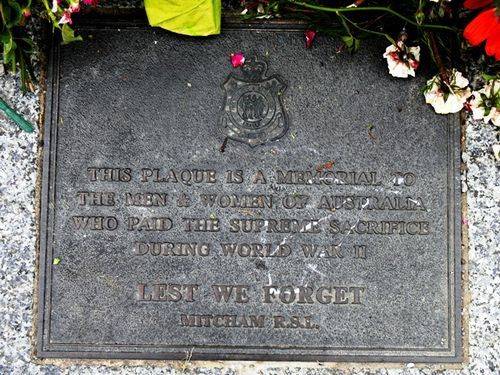 THIS PLAQUE IS A MEMORIAL TO
THE MEN & WOMEN OF AUSTRALIA
WHO PAID THE SUPREME SACRIFICE
DURING WORLD WAR II
LEST WE FORGET
MITCHAM R.S.L.